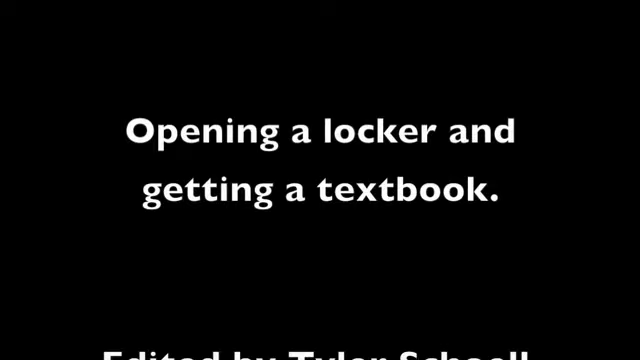 Opening a locker and
getting a textbook.
Edited by Tyler